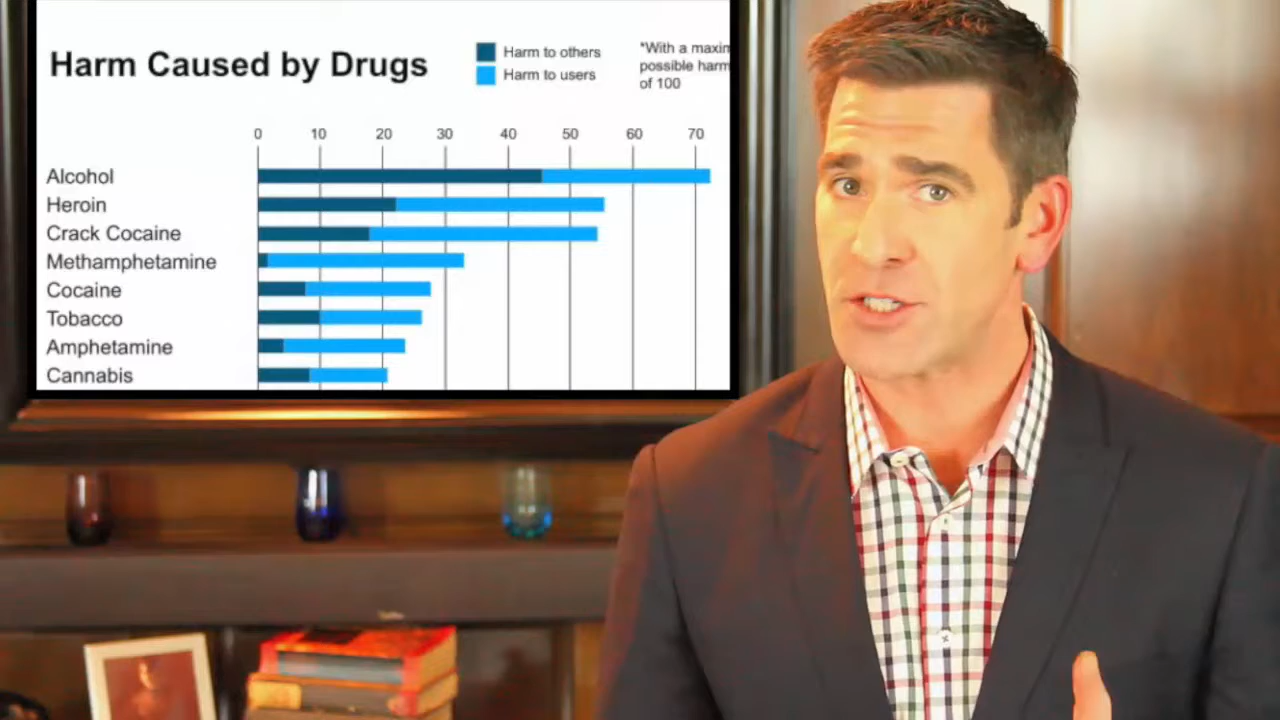 Harm Caused by Drugs
Harm to others
Harm to users
*With a maxim
possible harm
of 100
0 10 20 30 40 50 60 70
Alcohol
Heroin
Crack Cocaine
Methamphetamine
Cocaine
Tobacco
Amphetamine
Cannabis